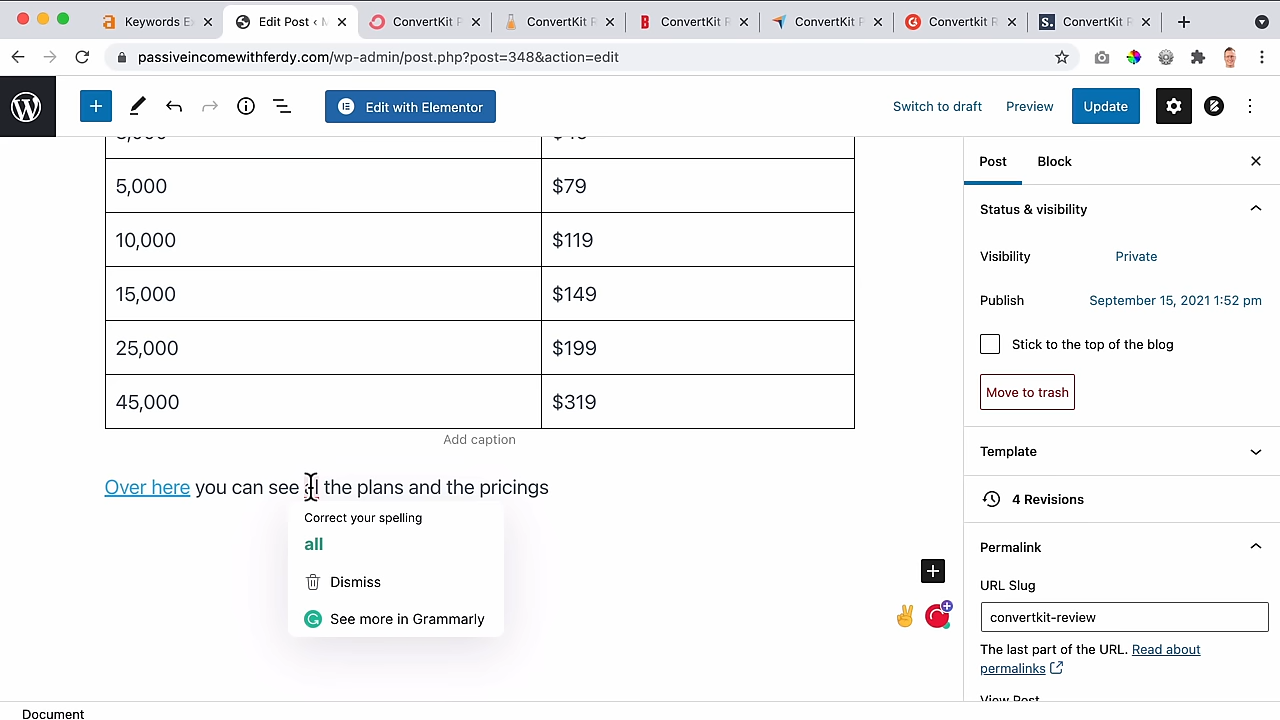 Keywords E
Edit Post ‹ M
ConvertKit F
ConvertKit F
ConvertKit F
ConvertKit F
Convertkit R
ConvertKit R
passiveincomewithferdy.com/wp-admin/post.php?post=348&action=edit
Edit with Elementor
Switch to draft
Preview
Update
5,000
$79
10,000
$119
15,000
$149
25,000
$199
45,000
$319
Add caption
Over here you can see al the plans and the pricings
Correct your spelling
all
Dismiss
See more in Grammarly
Post
Block
Status & visibility
Visibility
Private
Publish
September 15, 2021 1:52 pm
Stick to the top of the blog
Move to trash
Template
4 Revisions
Permalink
URL Slug
convertkit-review
The last part of the URL. Read about
permalinks
View Post
Document